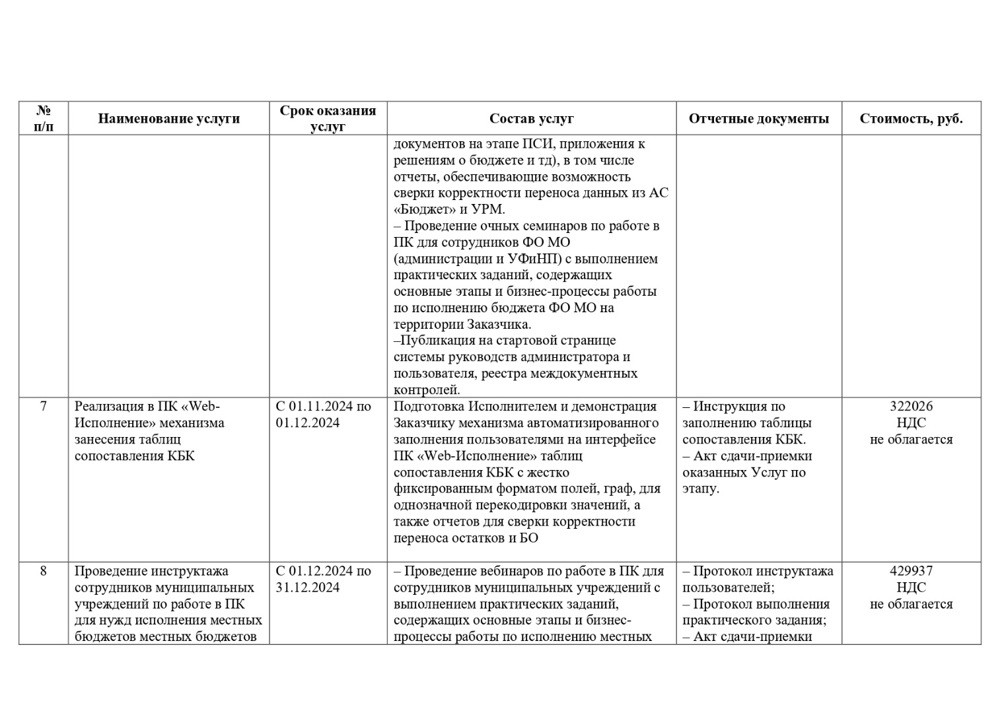 №
п/п
Наименование услуги
Срок оказания
услуг
Состав услуг
Отчетные документы
Стоимость, руб.
документов на этапе ПСИ, приложения к
решениям о бюджете и тд), в том числе
отчеты, обеспечивающие возможность
сверки корректности переноса данных из АС
«Бюджет» и УРМ.
– Проведение очных семинаров по работе в
ПК для сотрудников ФО МО
(администрации и УФиНП) с выполнением
практических заданий, содержащих
основные этапы и бизнес-процессы работы
по исполнению бюджета ФО МО на
территории Заказчика.
–Публикация на стартовой странице
системы руководств администратора и
пользователя, реестра междокументных
контролей.
7
Реализация в ПК «Web-
Исполнение» механизма
занесения таблиц
сопоставления КБК
С 01.11.2024 по
01.12.2024
Подготовка Исполнителем и демонстрация
Заказчику механизма автоматизированного
заполнения пользователями на интерфейсе
ПК «Web-Исполнение» таблиц
сопоставления КБК с жестко
фиксированным форматом полей, граф, для
однозначной перекодировки значений, а
также отчетов для сверки корректности
переноса остатков и БО
– Инструкция по
заполнению таблицы
сопоставления КБК.
– Акт сдачи-приемки
оказанных Услуг по
этапу.
322026
НДС
не облагается
8
Проведение инструктажа
сотрудников муниципальных
учреждений по работе в ПК
для нужд исполнения местных
бюджетов местных бюджетов
С 01.12.2024 по
31.12.2024
– Проведение вебинаров по работе в ПК для
сотрудников муниципальных учреждений с
выполнением практических заданий,
содержащих основные этапы и бизнес-
процессы работы по исполнению местных
– Протокол инструктажа
пользователей;
– Протокол выполнения
практического задания;
– Акт сдачи-приемки
429937
НДС
не облагается